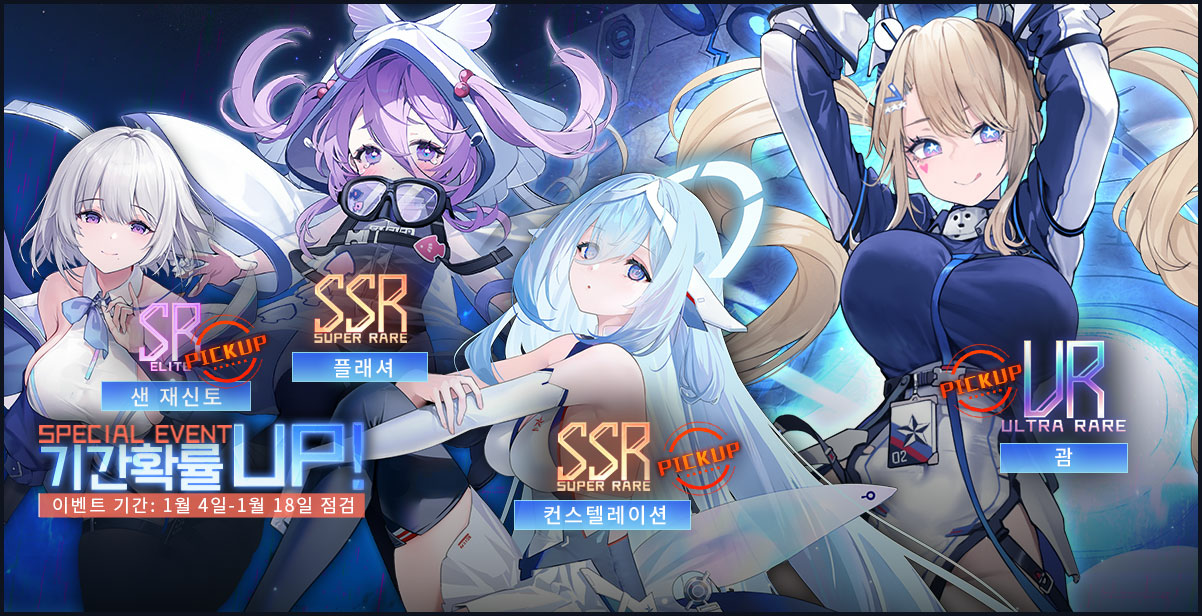 SR
ELITE
PICKUP
샌 재신토
SSR
SUPER RARE
플래셔
SSR
SUPER RARE
PICKUP
컨스텔레이션
PICKUP
UR
ULTRA RARE
괌
02
SPECIAL EVENT
기간확률 UP!
이벤트 기간: 1월 4일-1월 18일 점검